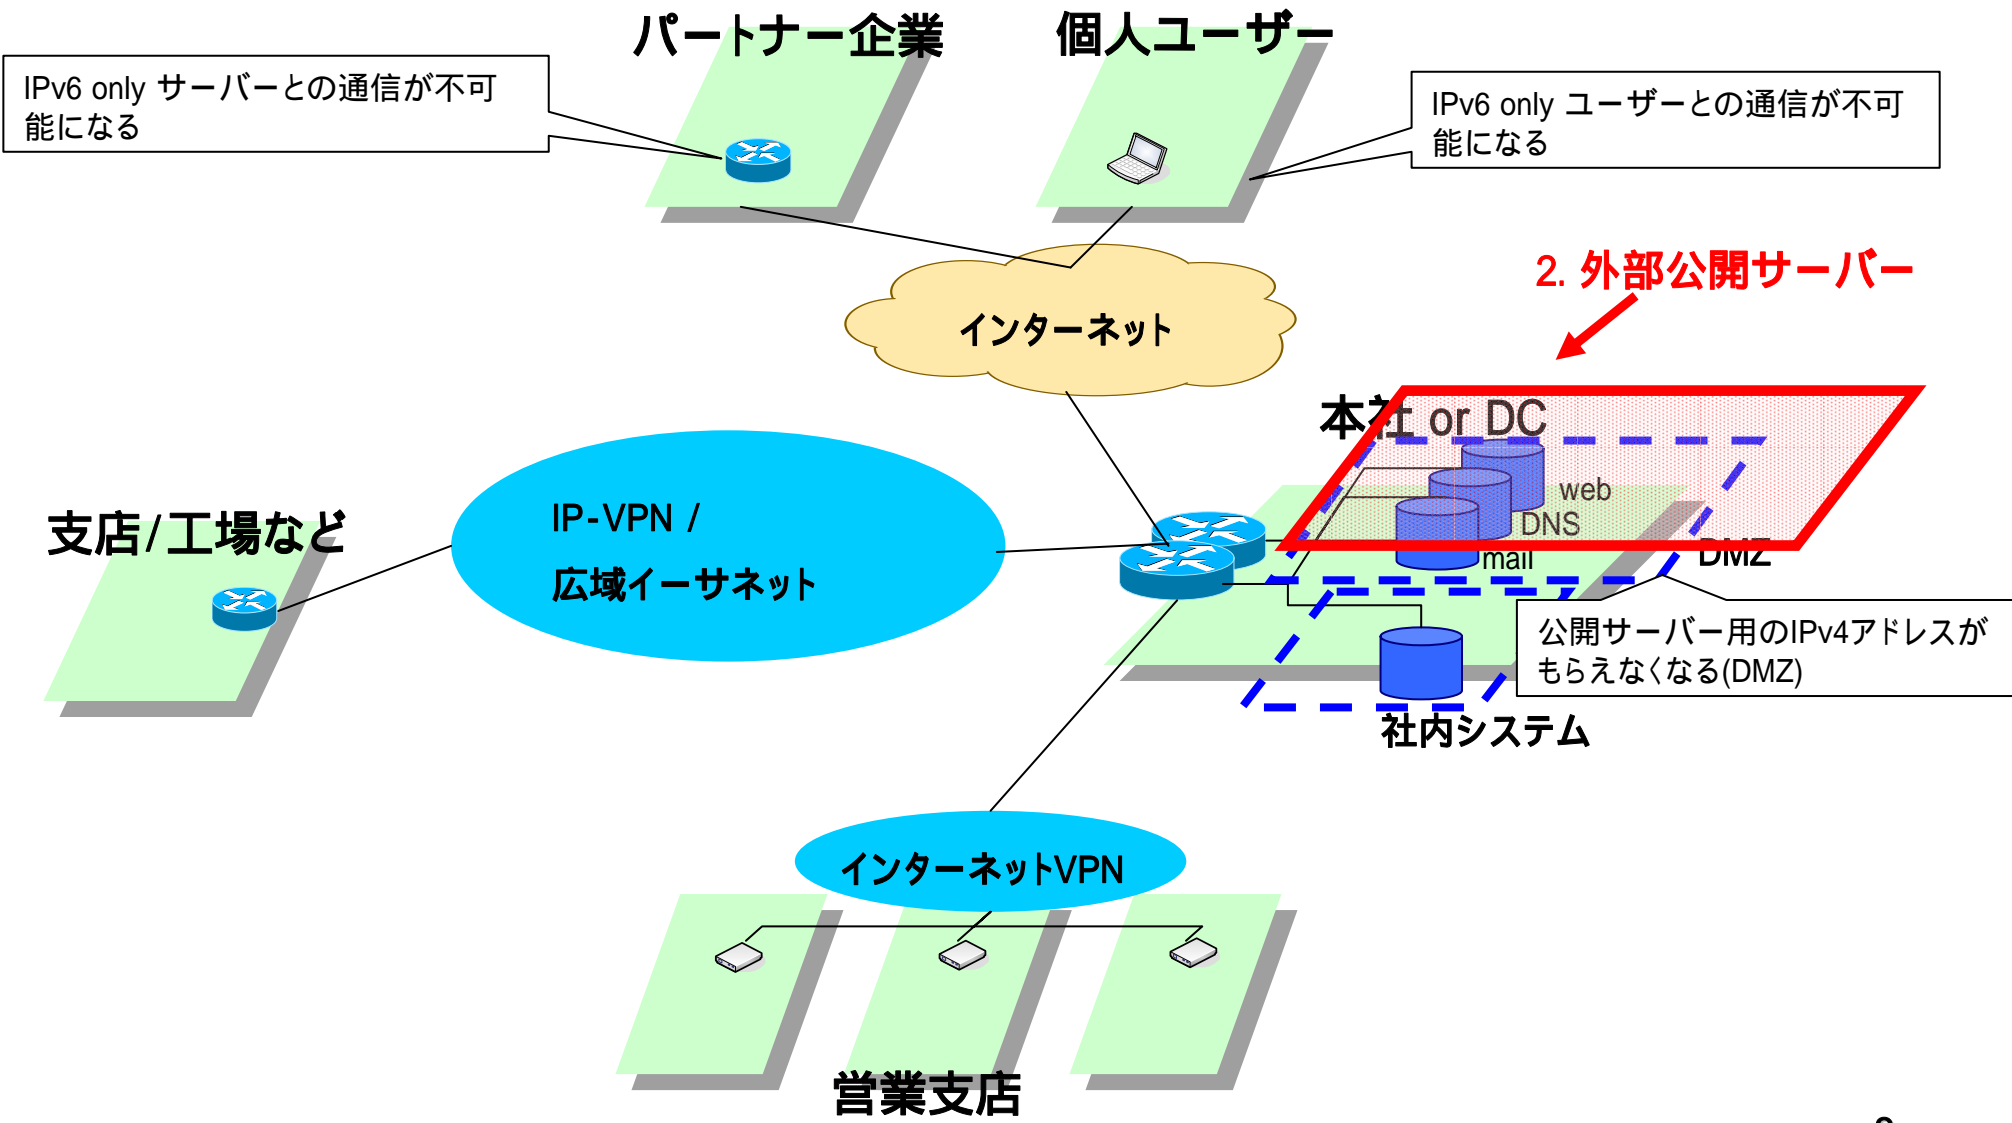 パートナー企業
個人ユーザー
IPv6 only サーバーとの通信が不可
能になる
IPv6 only ユーザーとの通信が不可
能になる
2. 外部公開サーバー
インターネット
本社 or DC
web
DNS
mail
DMZ
支店/工場など
IP-VPN /
広域イーサネット
公開サーバー用のIPv4アドレスが
もらえなくなる(DMZ)
社内システム
インターネットVPN
営業支店